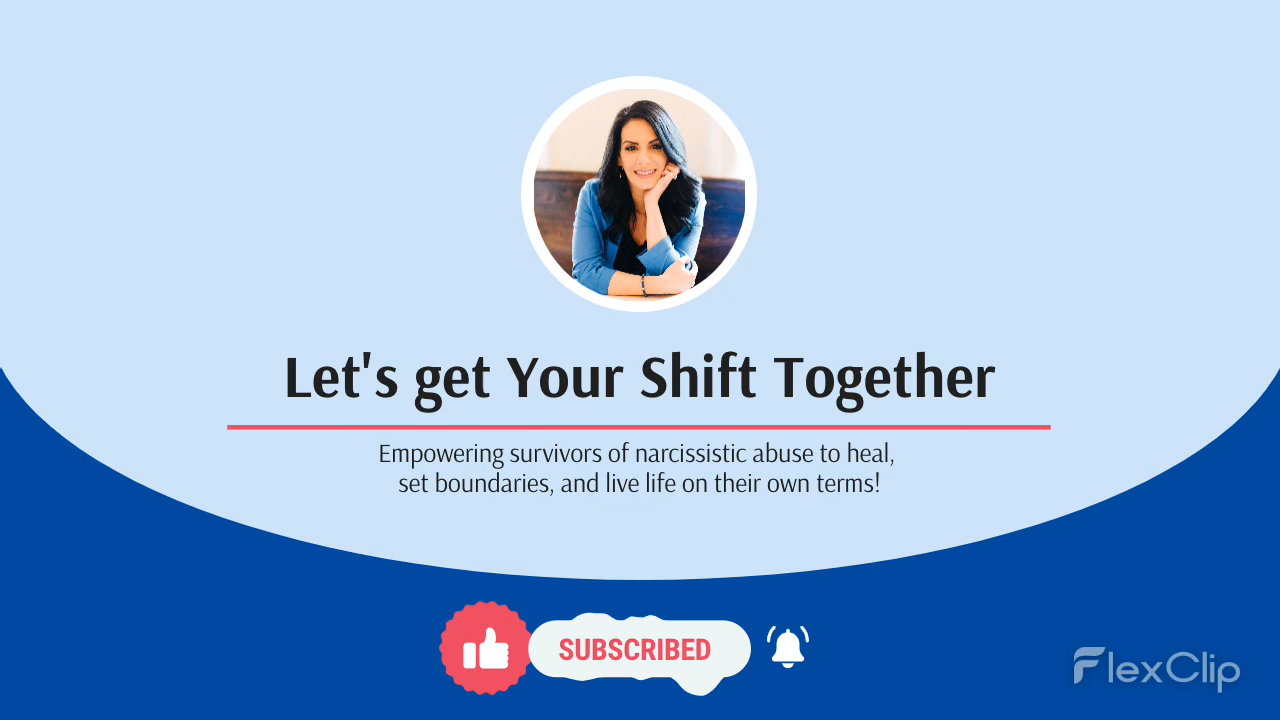 Let's get Your Shift Together
Empowering survivors of narcissistic abuse to heal,
set boundaries, and live life on their own terms!
SUBSCRIBED
FlexClip